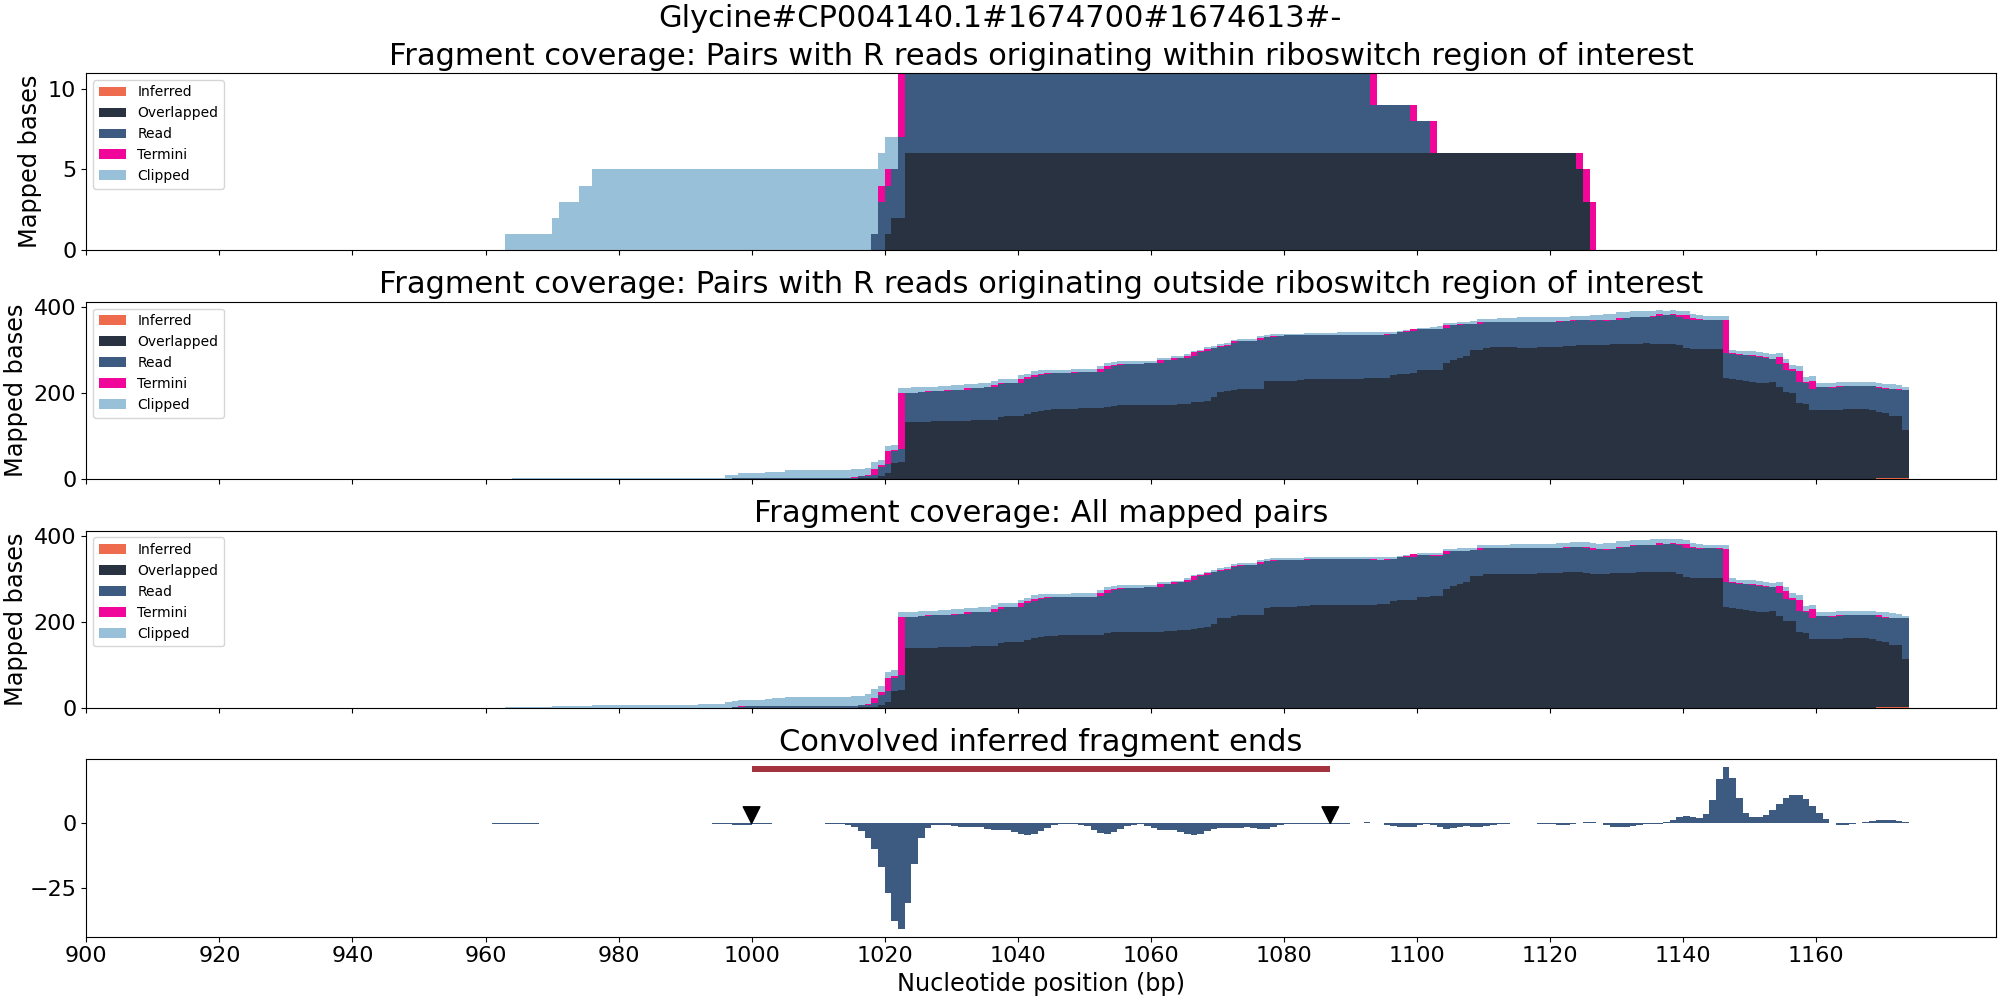 Glycine#CP004140.1#1674700#1674613#-
Fragment coverage: Pairs with R reads originating within riboswitch region of interest
Mapped bases
10
5
0
Inferred
Overlapped
Read
Termini
Clipped
Fragment coverage: Pairs with R reads originating outside riboswitch region of interest
Mapped bases
400
200
0
Inferred
Overlapped
Read
Termini
Clipped
Fragment coverage: All mapped pairs
Mapped bases
400
200
0
Inferred
Overlapped
Read
Termini
Clipped
Convolved inferred fragment ends
0
−25
900 920 940 960 980 1000 1020 1040 1060 1080 1100 1120 1140 1160
Nucleotide position (bp)